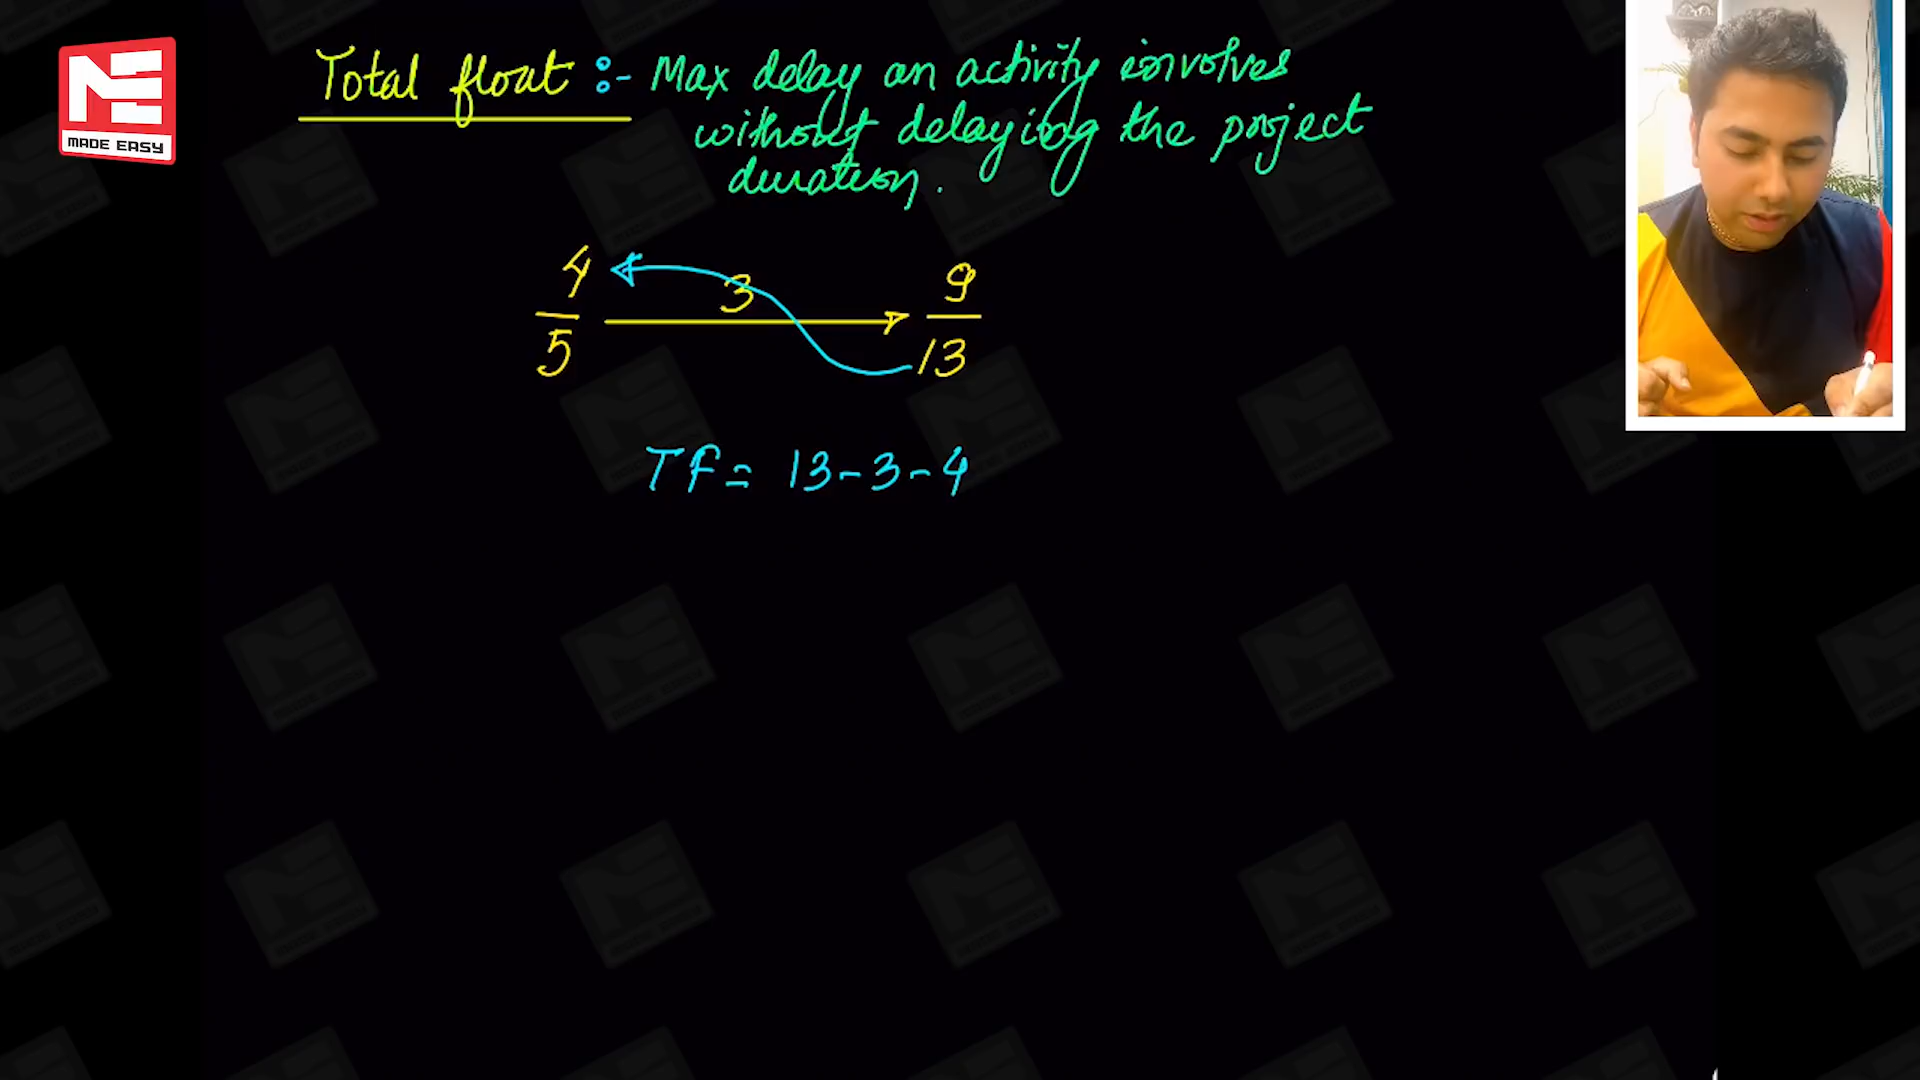 ME
MADE EASY
Total float :- Max delay an activity involves
without delaying the project
duration.
4 3 9
5 13
TF = 13-3-4